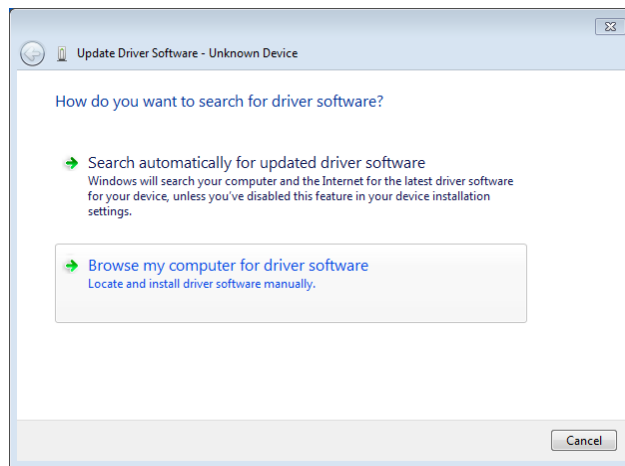 Update Driver Software - Unknown Device
How do you want to search for driver software?
Search automatically for updated driver software
Windows will search your computer and the Internet for the latest driver software
for your device, unless you've disabled this feature in your device installation
settings.
Browse my computer for driver software
Locate and install driver software manually.
Cancel